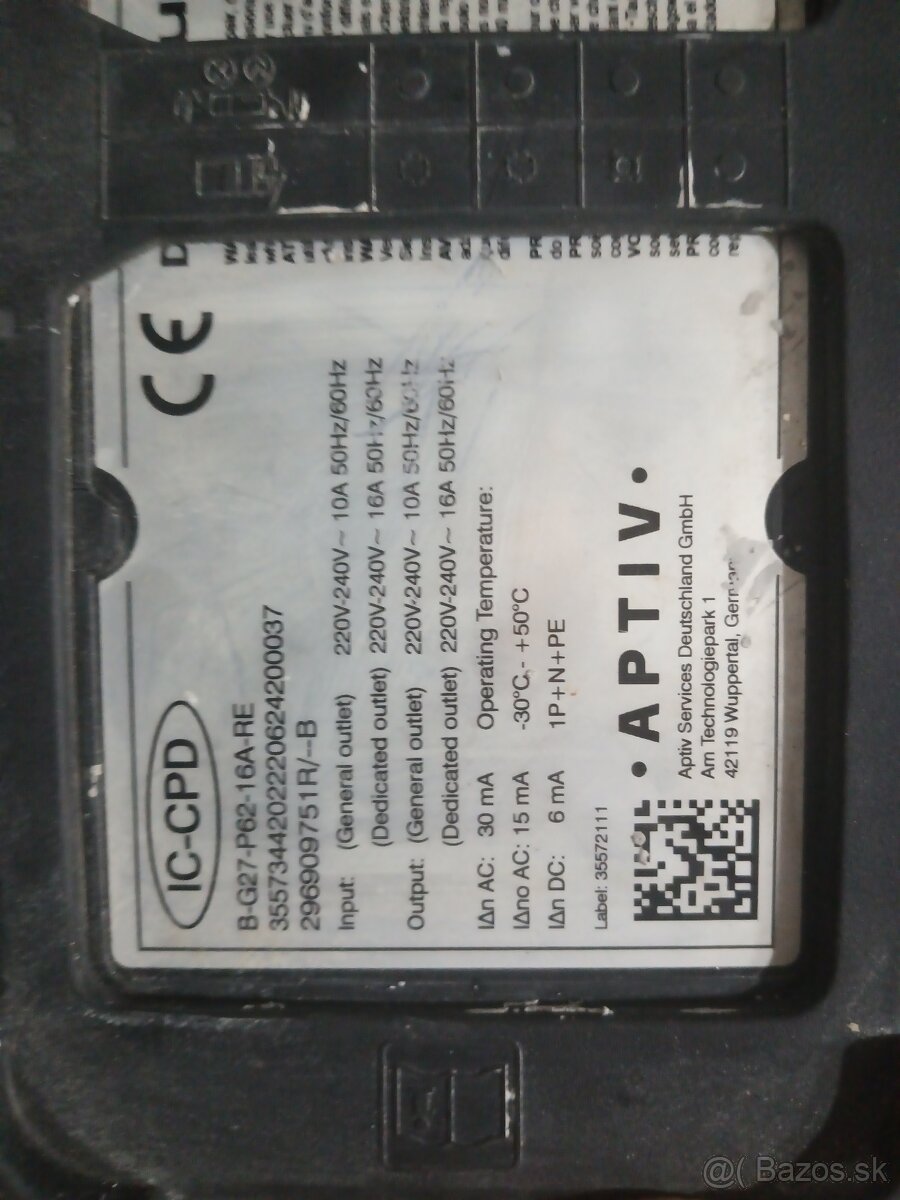 CE
IC-CPD
B-G27-P62-16A-RE
35573442022206242000​37
296909751R/--B
Input: (General outlet) 220V-240V~ 10A 50Hz/60Hz
(Dedicated outlet) 220V-240V~ 16A 50Hz/60Hz
Output: (General outlet) 220V-240V~ 10A 50Hz/60Hz
(Dedicated outlet) 220V-240V~ 16A 50Hz/60Hz
IΔn AC: 30 mA Operating Temperature:
IΔno AC: 15 mA -30°C - +50°C
IΔn DC: 6 mA 1P+N+PE
Label: 35572111
• APTIV •
Aptiv Services Deutschland GmbH
Am Technologiepark 1
42119 Wuppertal, Germany
@( Bazos.sk